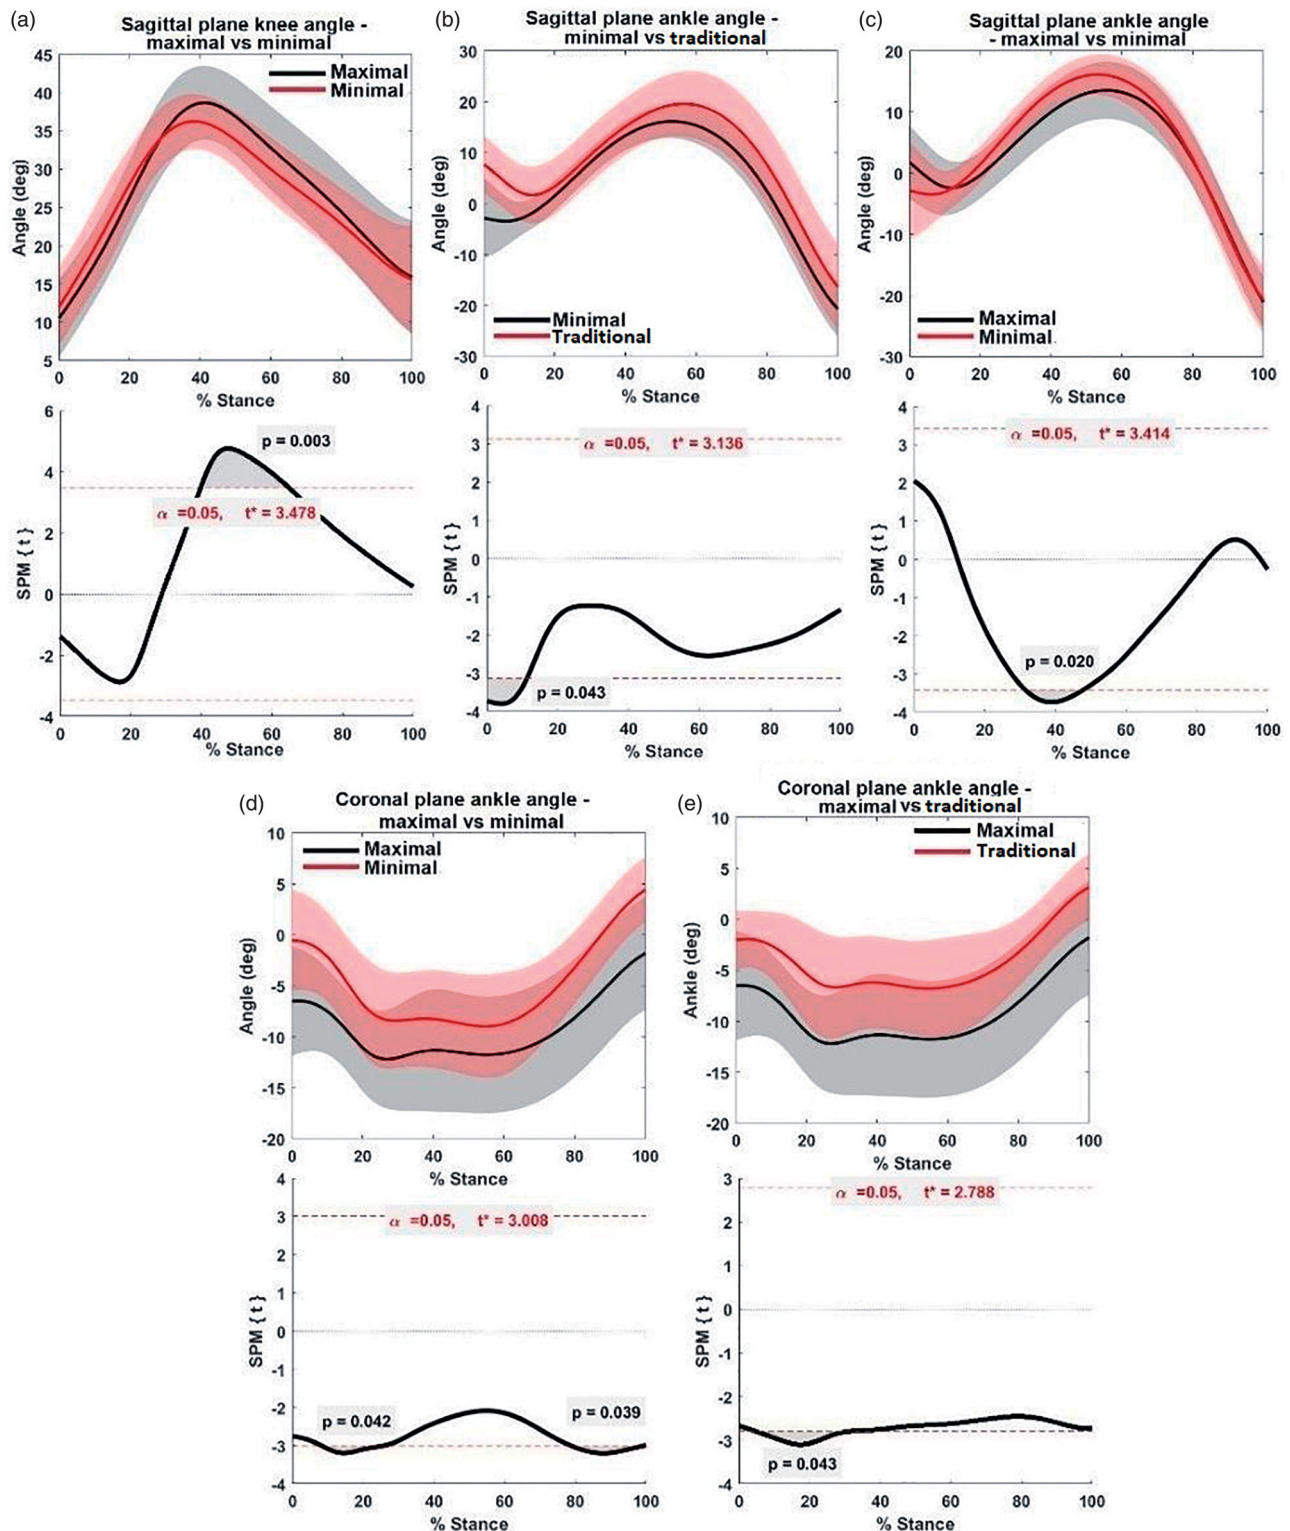 (a)
Sagittal plane knee angle -
maximal vs minimal
45
40
35
30
25
20
15
10
5
Angle (deg)
Maximal
Minimal
0 20 40 60 80 100
% Stance
6
4
2
0
-2
-4
SPM { t }
p = 0.003
α =0.05, t* = 3.478
0 20 40 60 80 100
% Stance
(b)
Sagittal plane ankle angle -
minimal vs traditional
30
20
10
0
-10
-20
-30
Angle (deg)
Minimal
Traditional
0 20 40 60 80 100
% Stance
4
3
2
1
0
-1
-2
-3
-4
SPM { t }
α =0.05, t* = 3.136
p = 0.043
0 20 40 60 80 100
% Stance
(c)
Sagittal plane ankle angle
- maximal vs minimal
20
10
0
-10
-20
-30
Angle (deg)
Maximal
Minimal
0 20 40 60 80 100
% Stance
4
3
2
1
0
-1
-2
-3
-4
SPM { t }
α =0.05, t* = 3.414
p = 0.020
0 20 40 60 80 100
% Stance
(d)
Coronal plane ankle angle -
maximal vs minimal
10
5
0
-5
-10
-15
-20
Angle (deg)
Maximal
Minimal
0 20 40 60 80 100
% Stance
4
3
2
1
0
-1
-2
-3
-4
SPM { t }
α =0.05, t* = 3.008
p = 0.042
p = 0.039
0 20 40 60 80 100
% Stance
(e)
Coronal plane ankle angle -
maximal vs traditional
10
5
0
-5
-10
-15
-20
Ankle (deg)
Maximal
Traditional
0 20 40 60 80 100
% Stance
3
2
1
0
-1
-2
-3
-4
SPM { t }
α =0.05, t* = 2.788
p = 0.043
0 20 40 60 80 100
% Stance